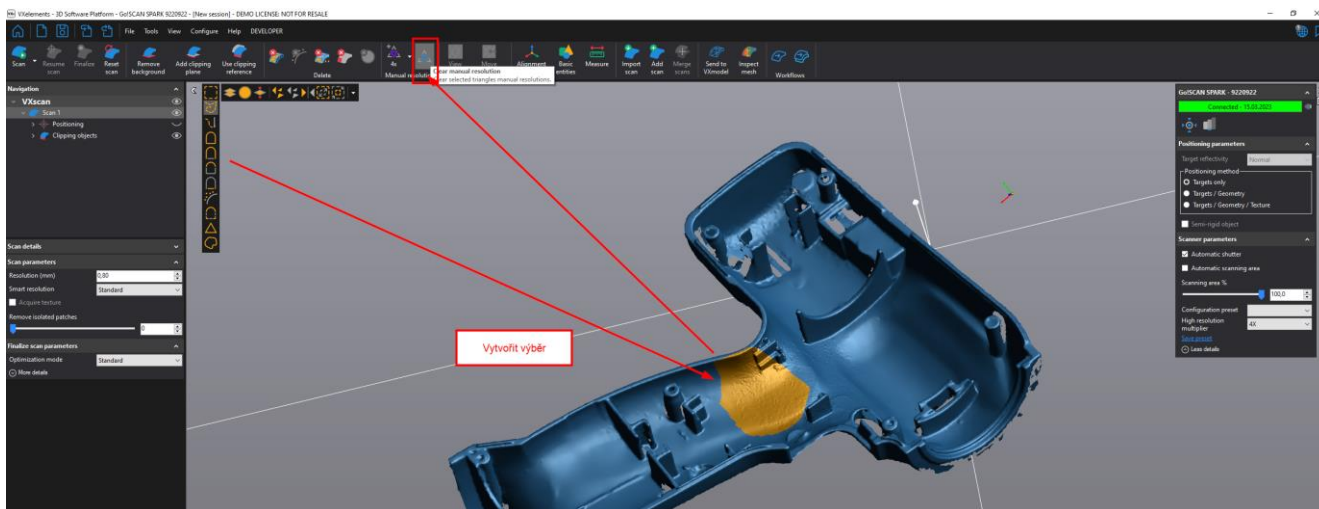 VXelements - 3D Software Platform - Go!SCAN SPARK 9220922 - [New session] - DEMO LICENSE: NOT FOR RESALE
File Tools View Configure Help DEVELOPER
Scan
Resume scan
Finalize
Reset scan
Remove background
Add clipping plane
Use clipping reference
Delete
4x
Manual resolution
View
Move
Alignment
Basic entities
Measure
Import scan
Add scan
Merge scans
Send to VXmodel
Inspect mesh
Workflows
Clear manual resolution
Clear selected triangles manual resolutions.
Navigation
VXscan
Scan 1
Positioning
Clipping objects
Scan details
Scan parameters
Resolution (mm) 0,80
Smart resolution Standard
Acquire texture
Remove isolated patches
0
Finalize scan parameters
Optimization mode Standard
More details
Vytvořit výběr
Go!SCAN SPARK - 9220922
Connected - 15.03.2023
Positioning parameters
Target reflectivity Normal
Positioning method
Targets only
Targets / Geometry
Targets / Geometry / Texture
Semi-rigid object
Scanner parameters
Automatic shutter
Automatic scanning area
Scanning area %
100,0
Configuration preset
High resolution multiplier 4X
Save preset
Less details